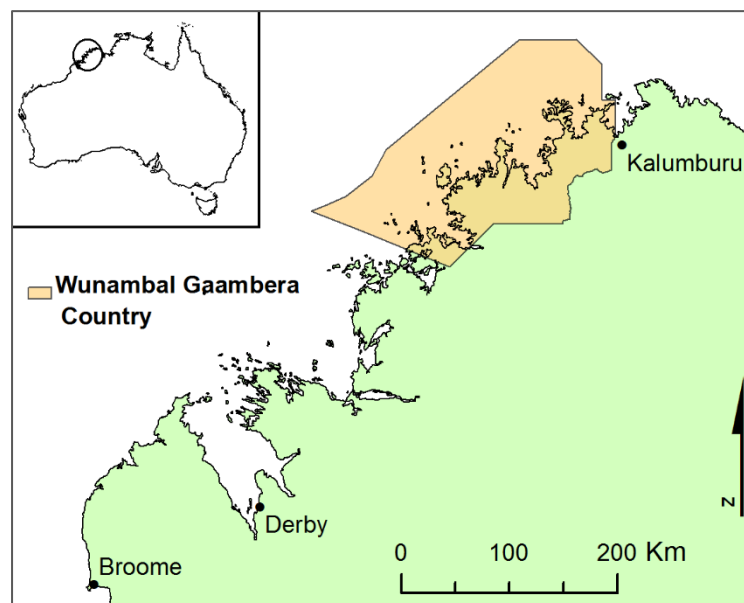 Kalumburu
Wunambal Gaambera
Country
Derby
Broome
0 100 200 Km
N